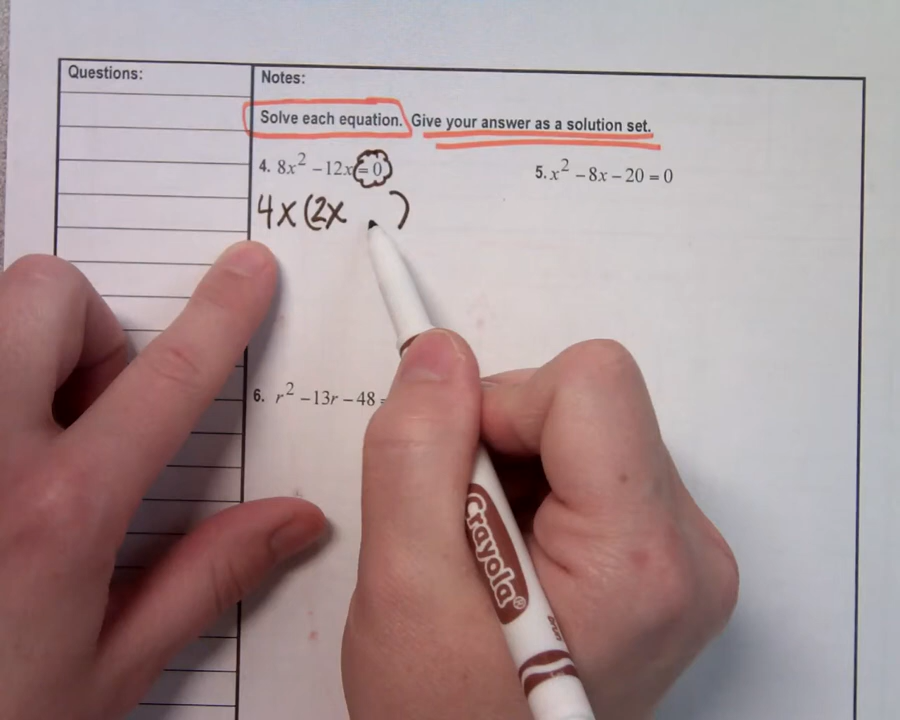 Questions:
Notes:
Solve each equation. Give your answer as a solution set.
4. 8x² – 12x = 0
5. x² – 8x – 20 = 0
4x (2x )
6. r² – 13r – 48 =
Crayola®